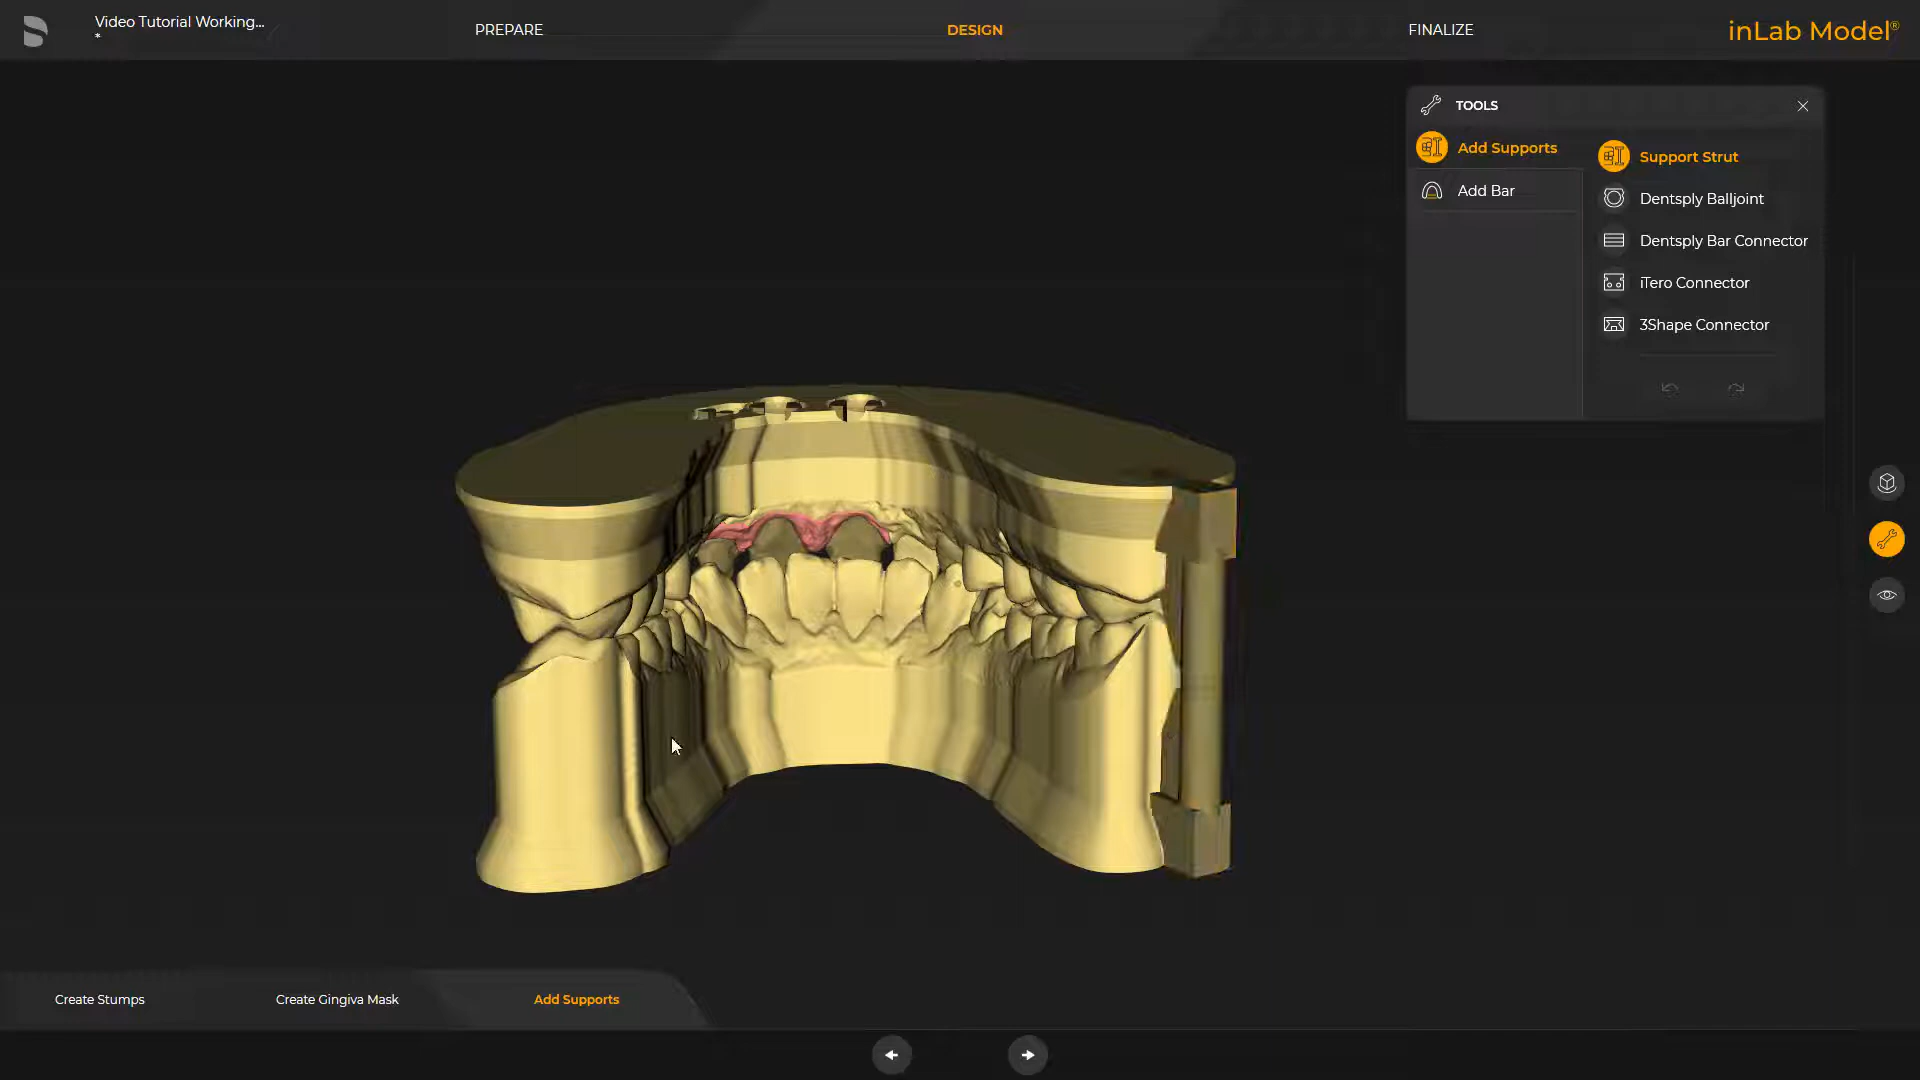 Video Tutorial Working...
*
PREPARE
DESIGN
FINALIZE
inLab Model®
TOOLS
Add Supports
Add Bar
Support Strut
Dentsply Balljoint
Dentsply Bar Connector
iTero Connector
3Shape Connector
Create Stumps
Create Gingiva Mask
Add Supports